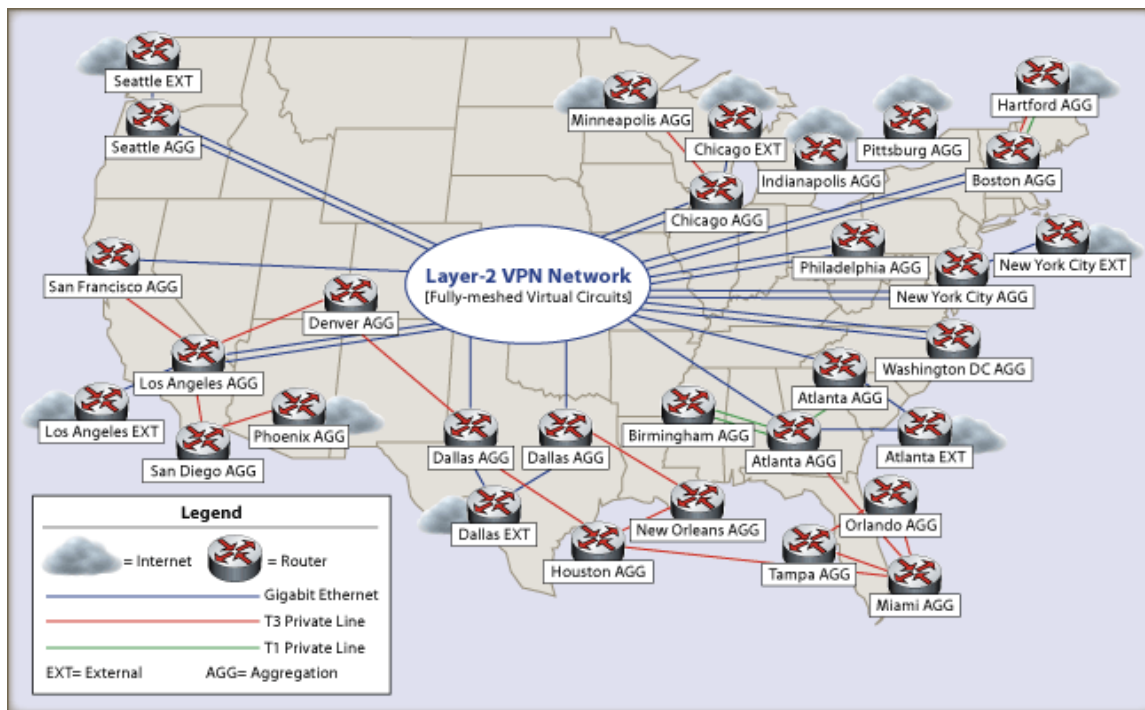 Seattle EXT
Seattle AGG
Minneapolis AGG
Chicago EXT
Indianapolis AGG
Pittsburg AGG
Hartford AGG
Boston AGG
Chicago AGG
Layer-2 VPN Network
[Fully-meshed Virtual Circuits]
San Francisco AGG
Denver AGG
Philadelphia AGG
New York City EXT
New York City AGG
Washington DC AGG
Los Angeles AGG
Los Angeles EXT
Phoenix AGG
San Diego AGG
Dallas AGG
Dallas AGG
Dallas EXT
Birmingham AGG
Atlanta AGG
Atlanta AGG
Atlanta EXT
Houston AGG
New Orleans AGG
Orlando AGG
Tampa AGG
Miami AGG
Legend
= Internet
= Router
Gigabit Ethernet
T3 Private Line
T1 Private Line
EXT= External
AGG= Aggregation